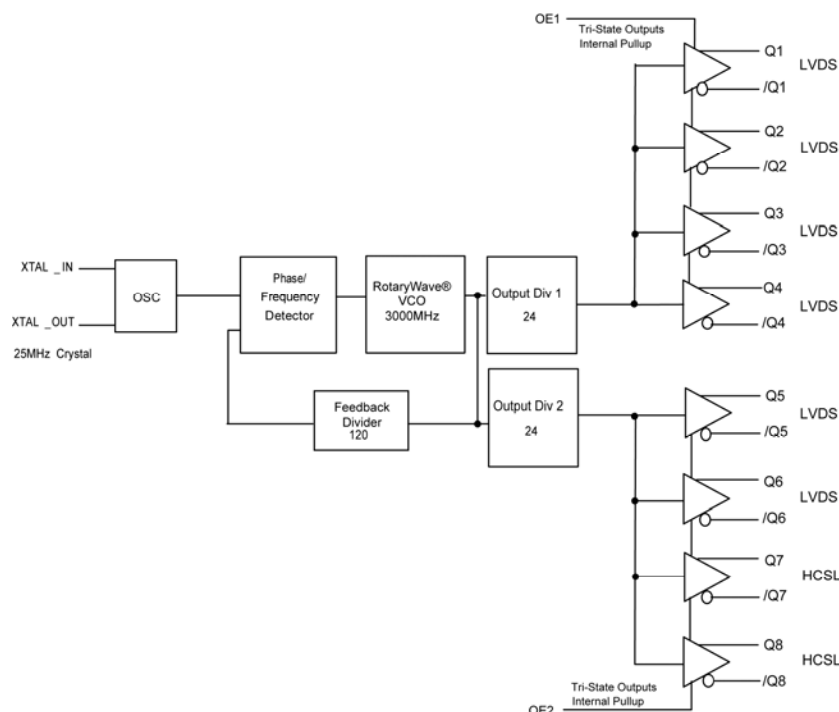 OE1
Tri-State Outputs
Internal Pullup
Q1
LVDS
/Q1
Q2
LVDS
/Q2
Q3
LVDS
/Q3
Q4
LVDS
/Q4
XTAL _IN
OSC
XTAL _OUT
25MHz Crystal
Phase/
Frequency
Detector
RotaryWave®
VCO
3000MHz
Output Div 1
24
Feedback
Divider
120
Output Div 2
24
Q5
LVDS
/Q5
Q6
LVDS
/Q6
Q7
HCSL
/Q7
Q8
HCSL
/Q8
Tri-State Outputs
Internal Pullup
OE2